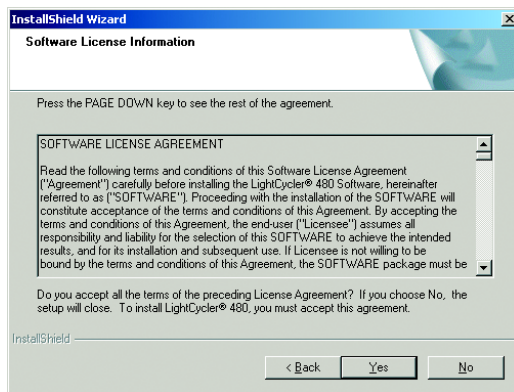 InstallShield Wizard
Software License Information
Press the PAGE DOWN key to see the rest of the agreement.
SOFTWARE LICENSE AGREEMENT
Read the following terms and conditions of this Software License Agreement
("Agreement") carefully before installing the LightCycler® 480 Software, hereinafter
referred to as ("SOFTWARE"). Proceeding with the installation of the SOFTWARE will
constitute acceptance of the terms and conditions of this Agreement. By accepting the
terms and conditions of this Agreement, the end-user ("Licensee") assumes all
responsibility and liability for the selection of this SOFTWARE to achieve the intended
results, and for its installation and subsequent use. If Licensee is not willing to be
bound by the terms and conditions of this Agreement, the SOFTWARE package must be
Do you accept all the terms of the preceding License Agreement? If you choose No, the
setup will close. To install LightCycler® 480, you must accept this agreement.
InstallShield
< Back Yes No